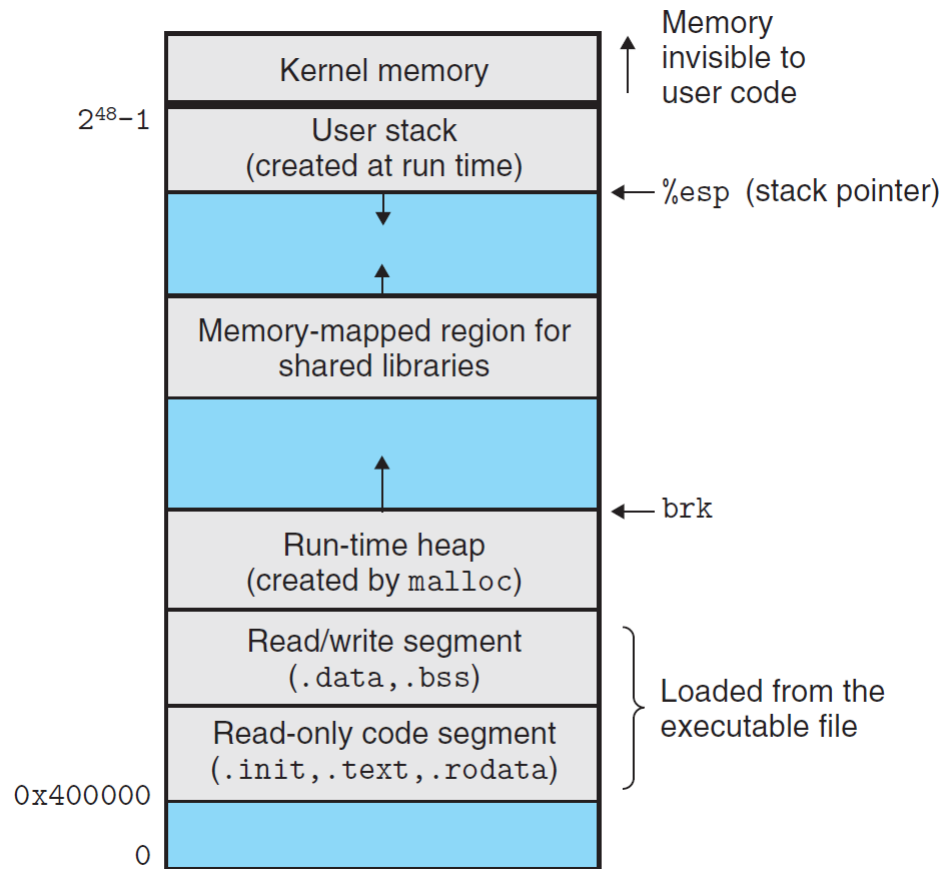 Kernel memory
Memory
invisible to
user code
2⁴⁸−1
User stack
(created at run time)
%esp (stack pointer)
Memory-mapped region for
shared libraries
brk
Run-time heap
(created by malloc)
Read/write segment
(.data,.bss)
Loaded from the
executable file
Read-only code segment
(.init,.text,.rodata)
0x400000
0